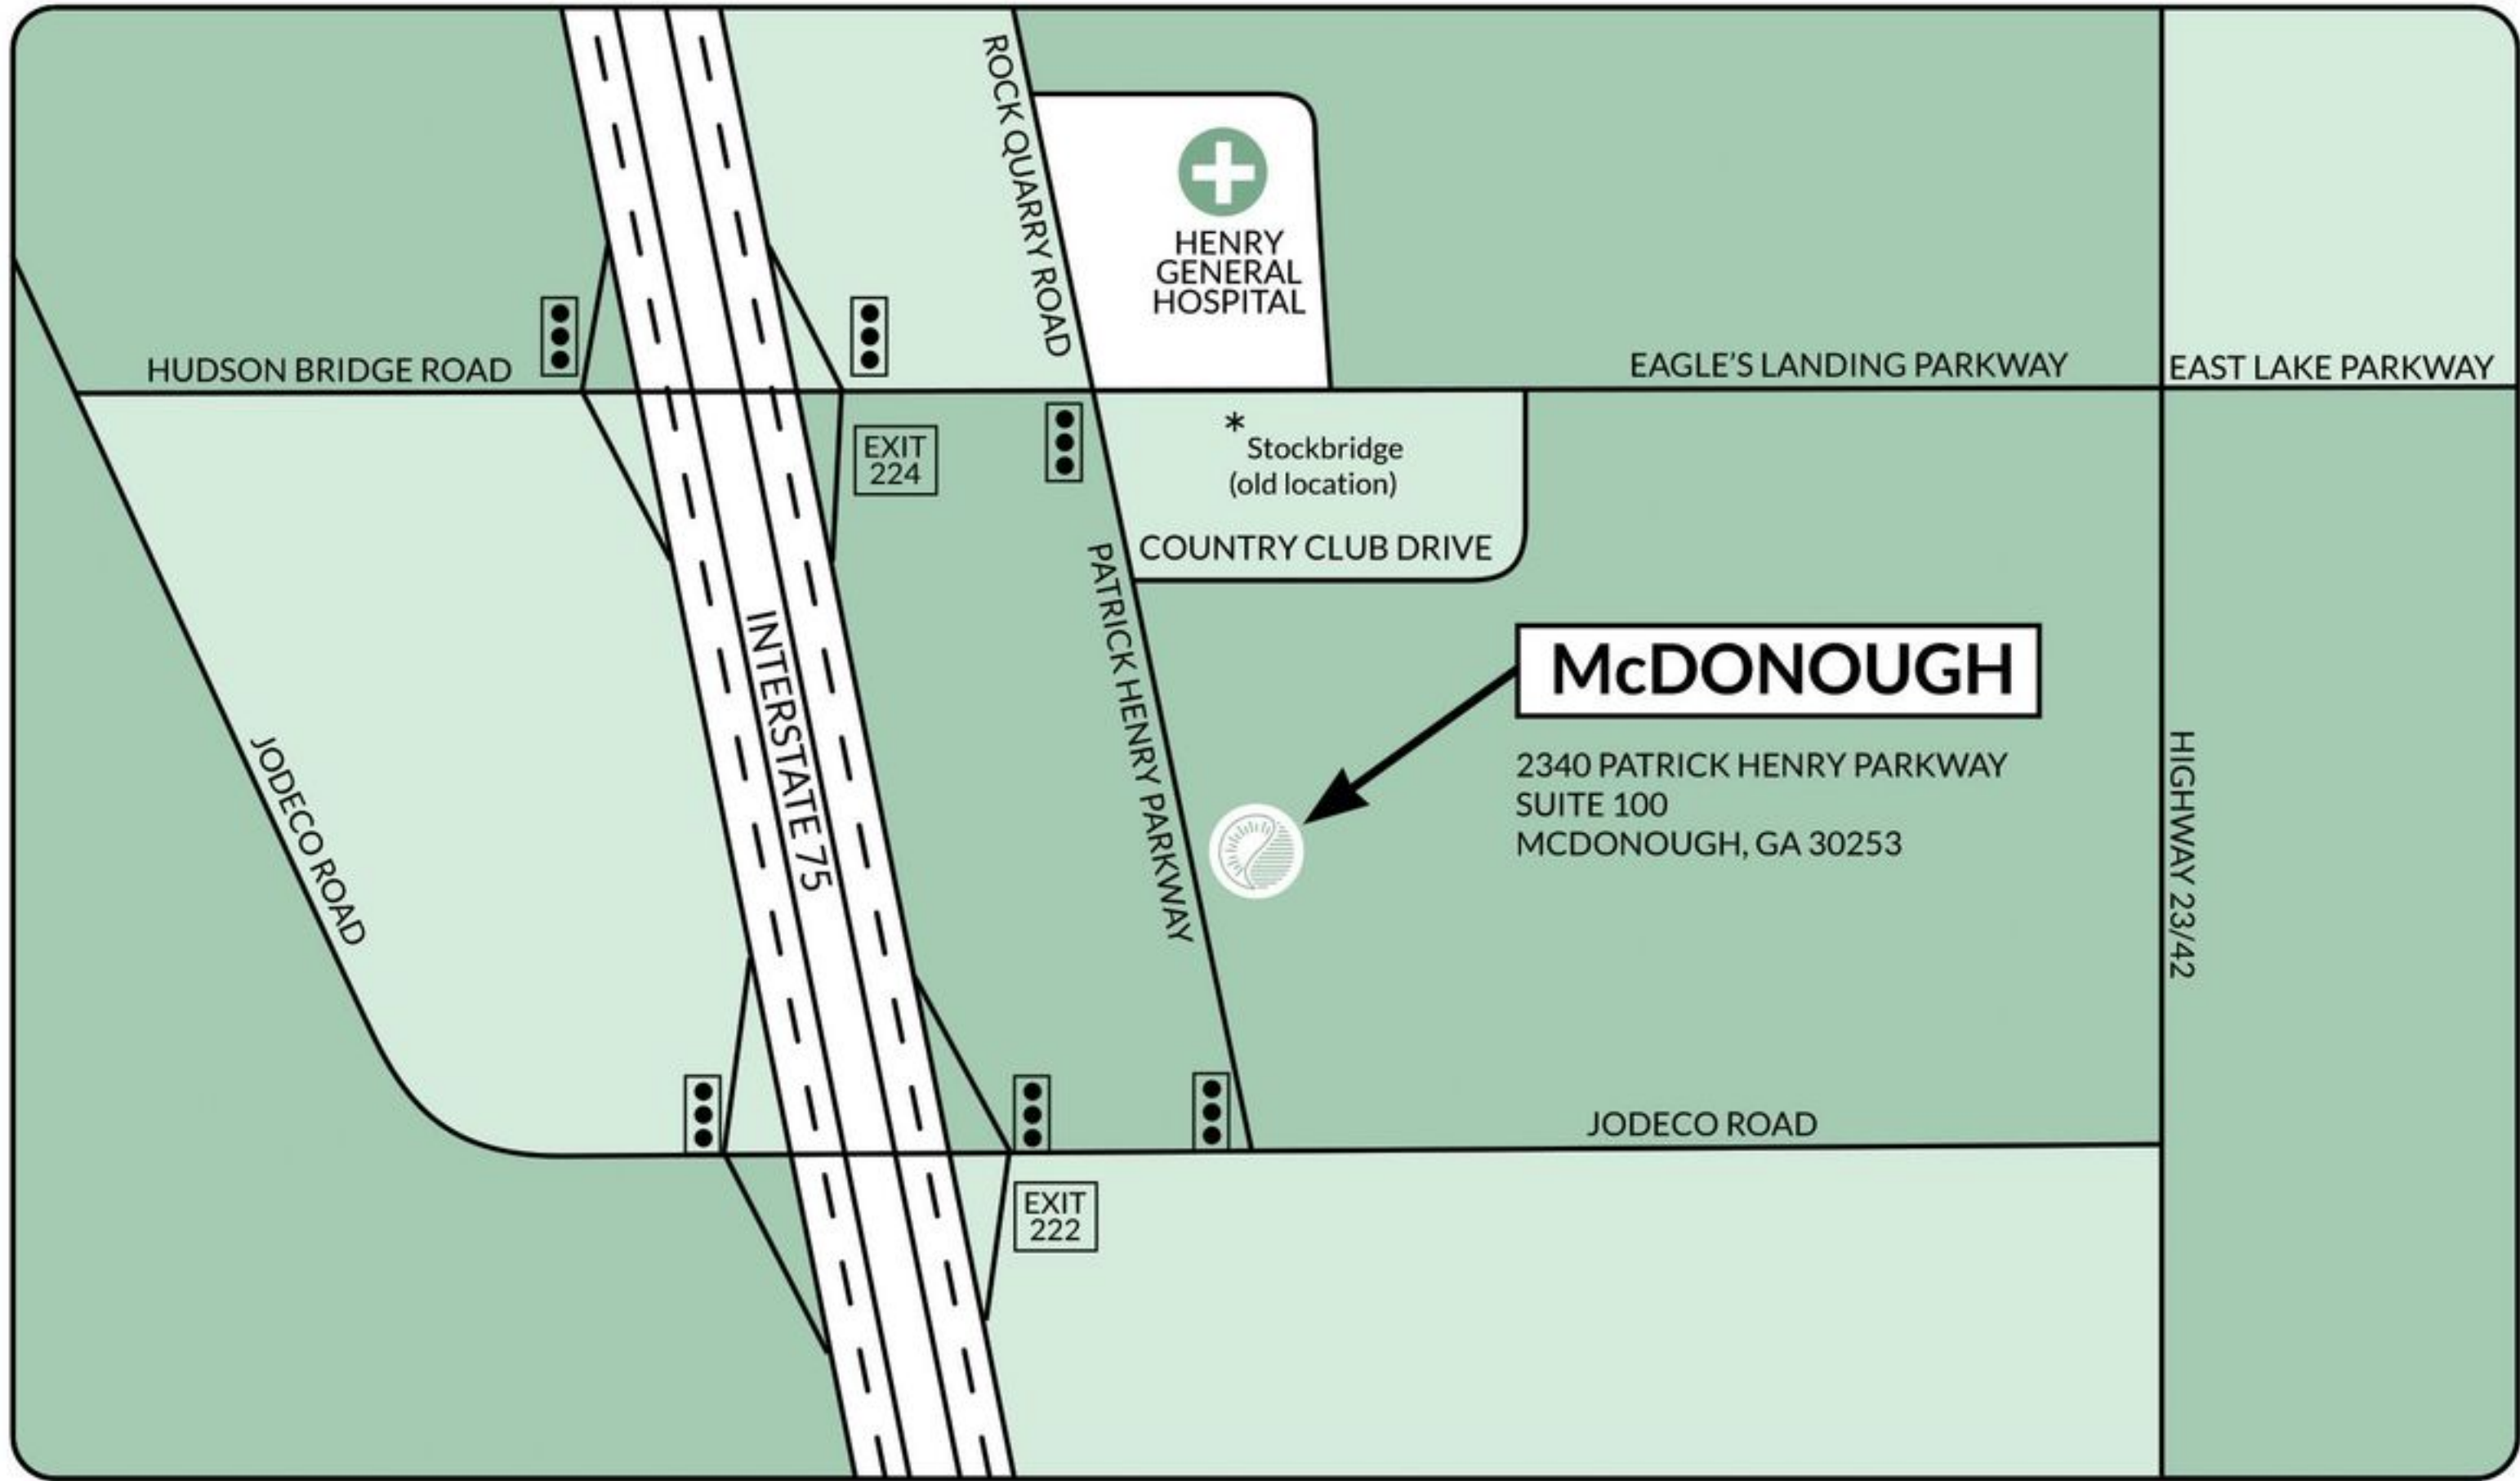 ROCK QUARRY ROAD
HENRY
GENERAL
HOSPITAL
HUDSON BRIDGE ROAD
EAGLE'S LANDING PARKWAY
EAST LAKE PARKWAY
EXIT
224
*
Stockbridge
(old location)
COUNTRY CLUB DRIVE
PATRICK HENRY PARKWAY
INTERSTATE 75
McDONOUGH
2340 PATRICK HENRY PARKWAY
SUITE 100
MCDONOUGH, GA 30253
JODECO ROAD
HIGHWAY 23/42
JODECO ROAD
EXIT
222